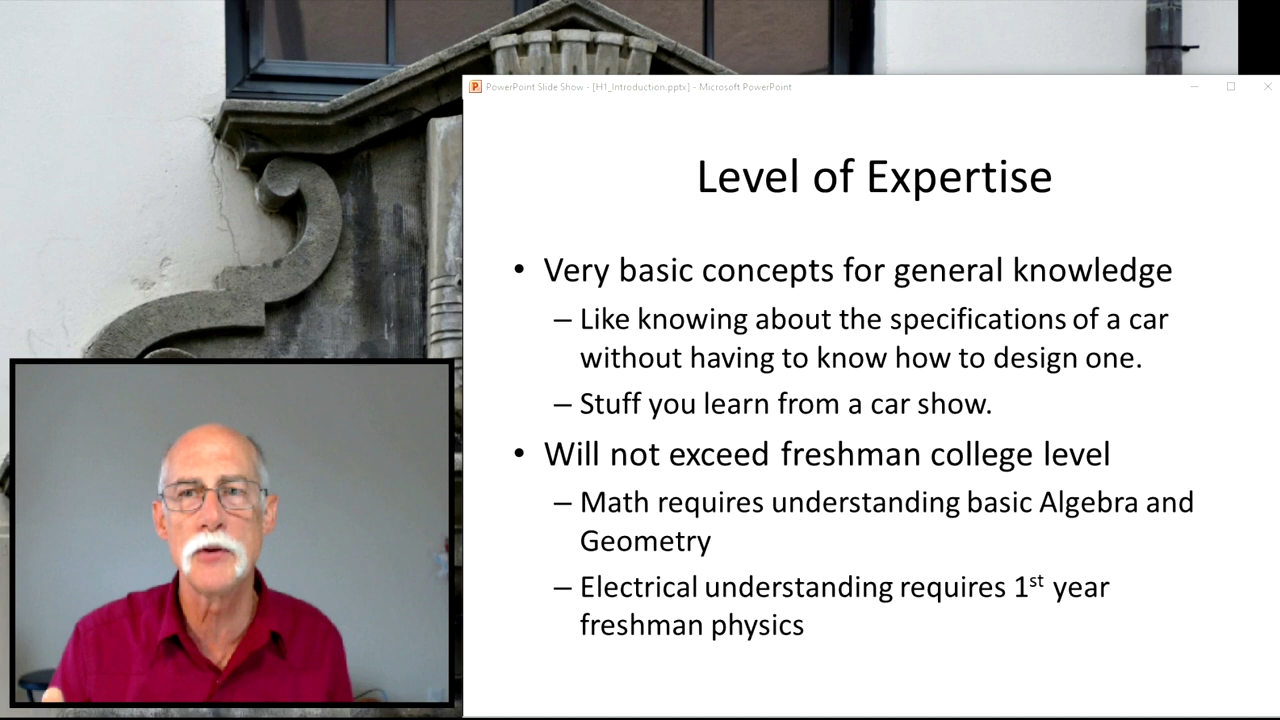 PowerPoint Slide Show - [H1_Introduction.pptx] - Microsoft PowerPoint
Level of Expertise
• Very basic concepts for general knowledge
– Like knowing about the specifications of a car
without having to know how to design one.
– Stuff you learn from a car show.
• Will not exceed freshman college level
– Math requires understanding basic Algebra and
Geometry
– Electrical understanding requires 1st year
freshman physics